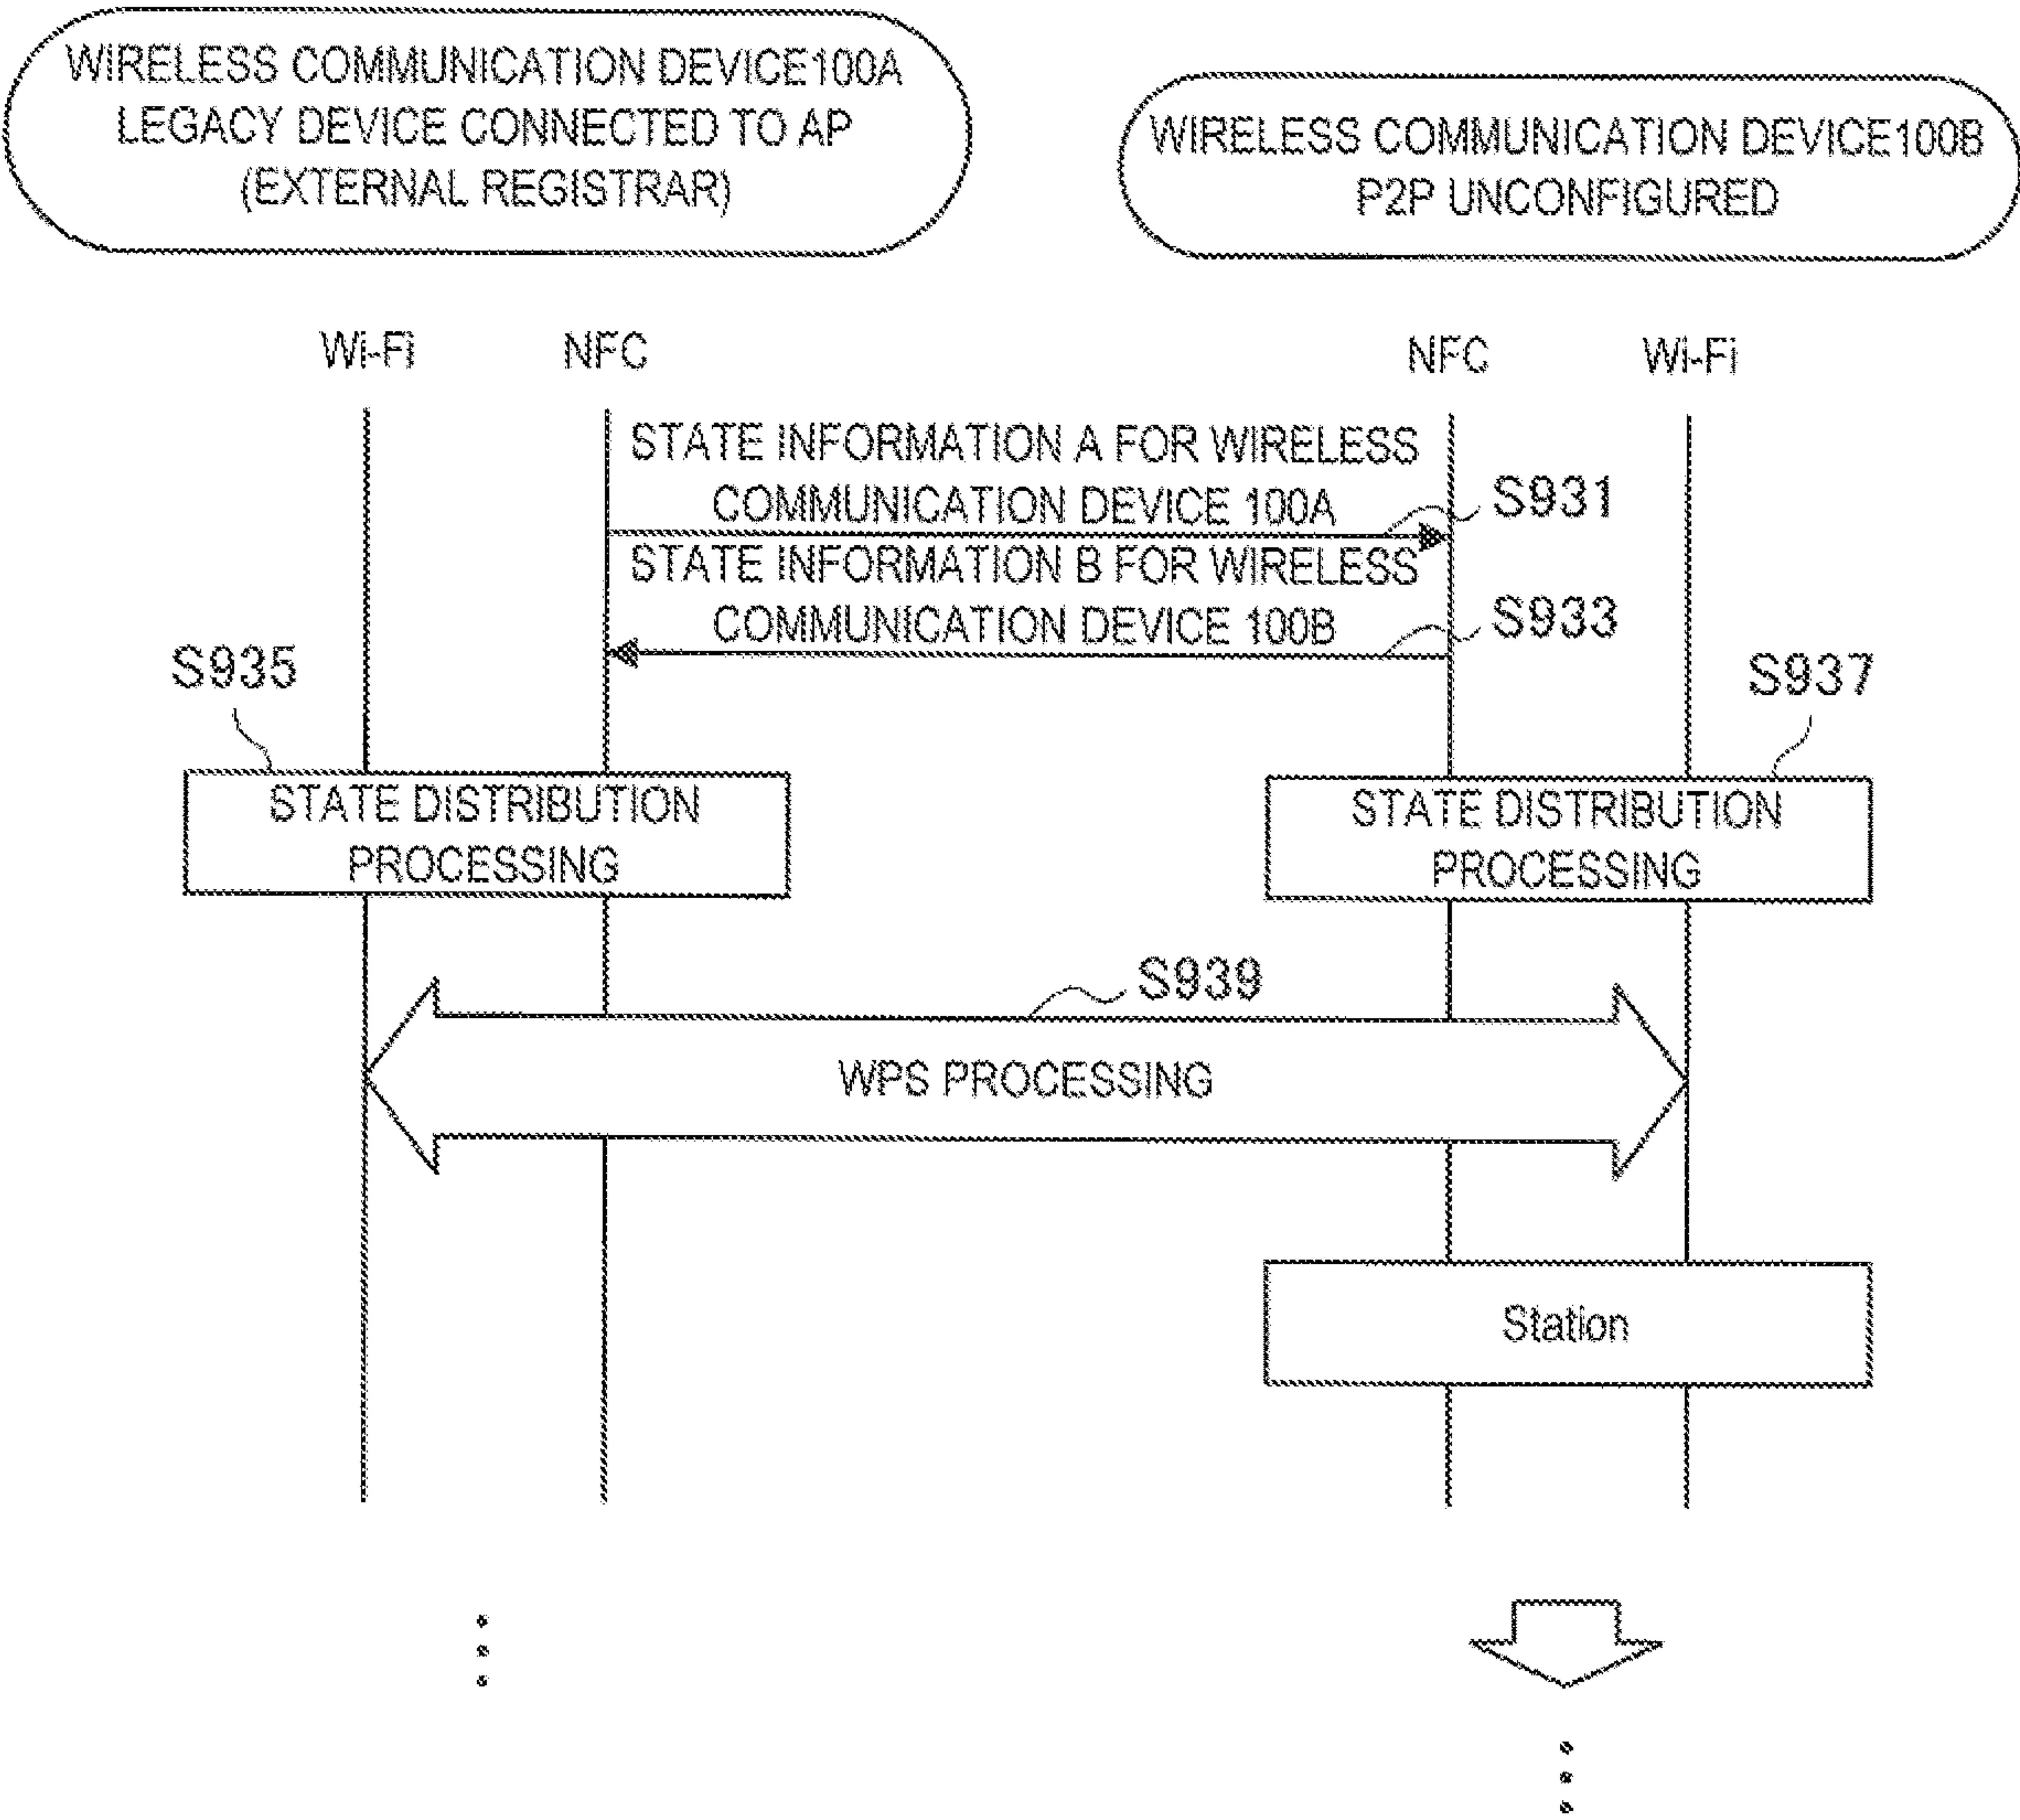 WIRELESS COMMUNICATION DEVICE100A
LEGACY DEVICE CONNECTED TO AP
(EXTERNAL REGISTRAR)
WIRELESS COMMUNICATION DEVICE100B
P2P UNCONFIGURED
Wi-Fi
NFC
NFC
Wi-Fi
STATE INFORMATION A FOR WIRELESS
COMMUNICATION DEVICE 100A
S931
STATE INFORMATION B FOR WIRELESS
COMMUNICATION DEVICE 100B
S933
S935
S937
STATE DISTRIBUTION
PROCESSING
STATE DISTRIBUTION
PROCESSING
S939
WPS PROCESSING
Station